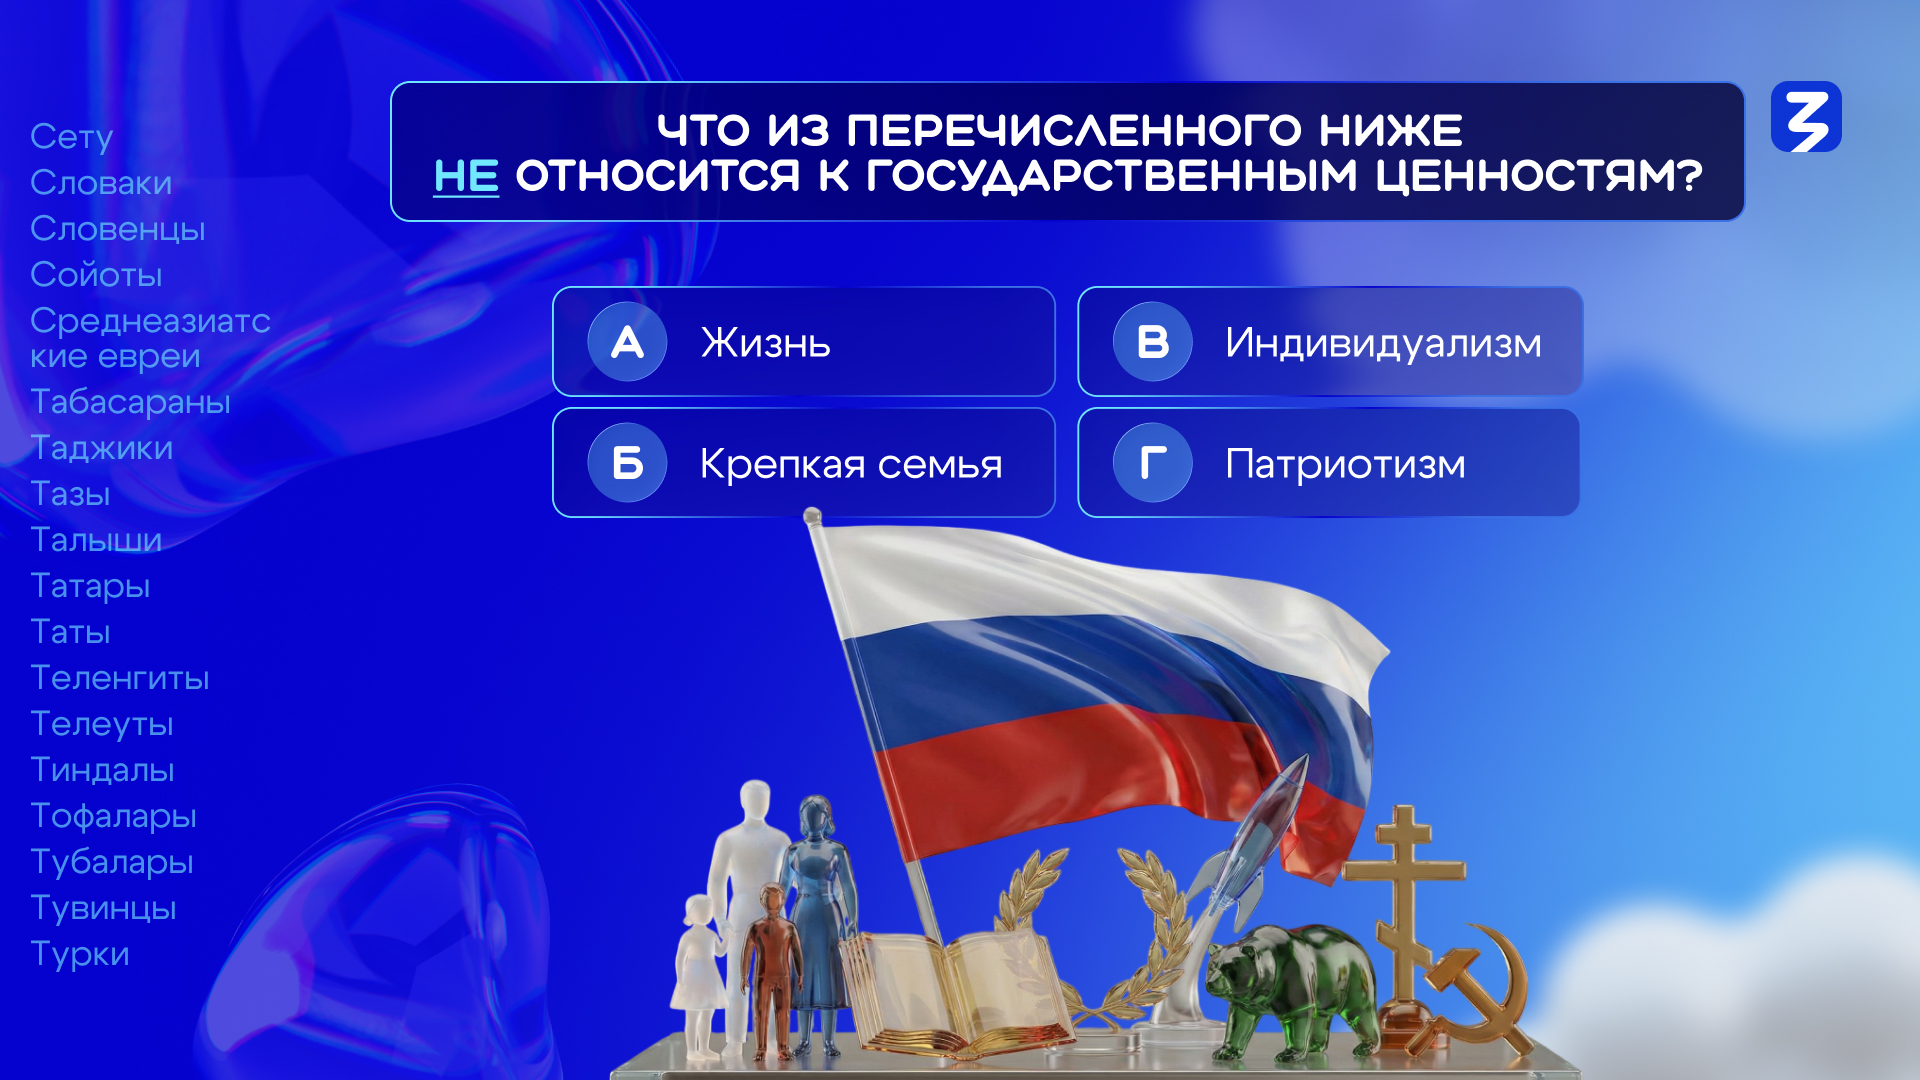 ЧТО ИЗ ПЕРЕЧИСЛЕННОГО НИЖЕ
НЕ ОТНОСИТСЯ К ГОСУДАРСТВЕННЫМ ЦЕННОСТЯМ?
А Жизнь
Б Крепкая семья
В Индивидуализм
Г Патриотизм
Сету
Словаки
Словенцы
Сойоты
Среднеазиатс
кие евреи
Табасараны
Таджики
Тазы
Талыши
Татары
Таты
Теленгиты
Телеуты
Тиндалы
Тофалары
Тубалары
Тувинцы
Турки